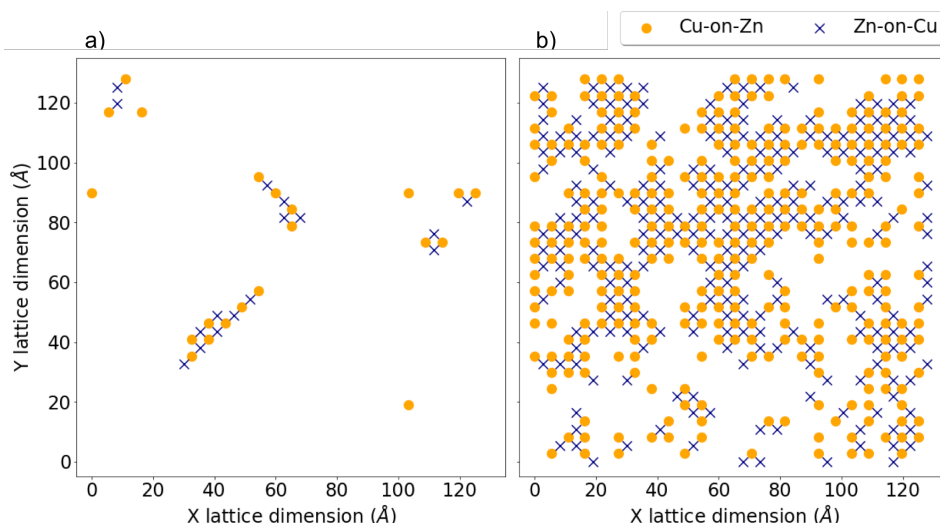 a) b) Cu-on-Zn Zn-on-Cu
120
100
80
60
40
20
0
Y lattice dimension (Å)
0 20 40 60 80 100 120
X lattice dimension (Å)
0 20 40 60 80 100 120
X lattice dimension (Å)